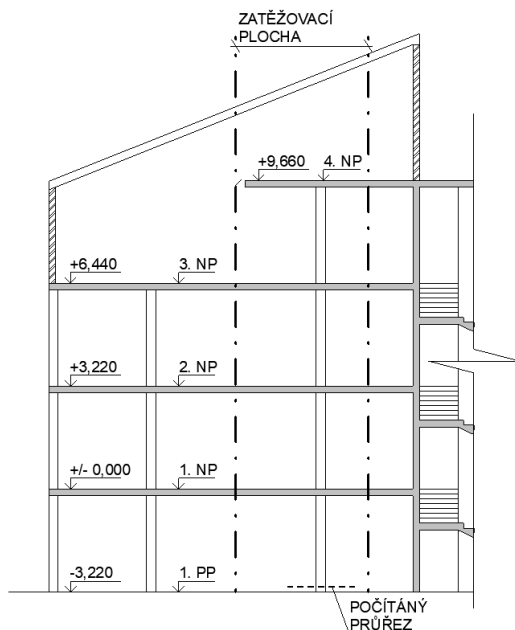 ZATĚŽOVACÍ
PLOCHA
+9,660 4. NP
+6,440 3. NP
+3,220 2. NP
+/- 0,000 1. NP
-3,220 1. PP
POČÍTÁNÝ
PRŮŘEZ